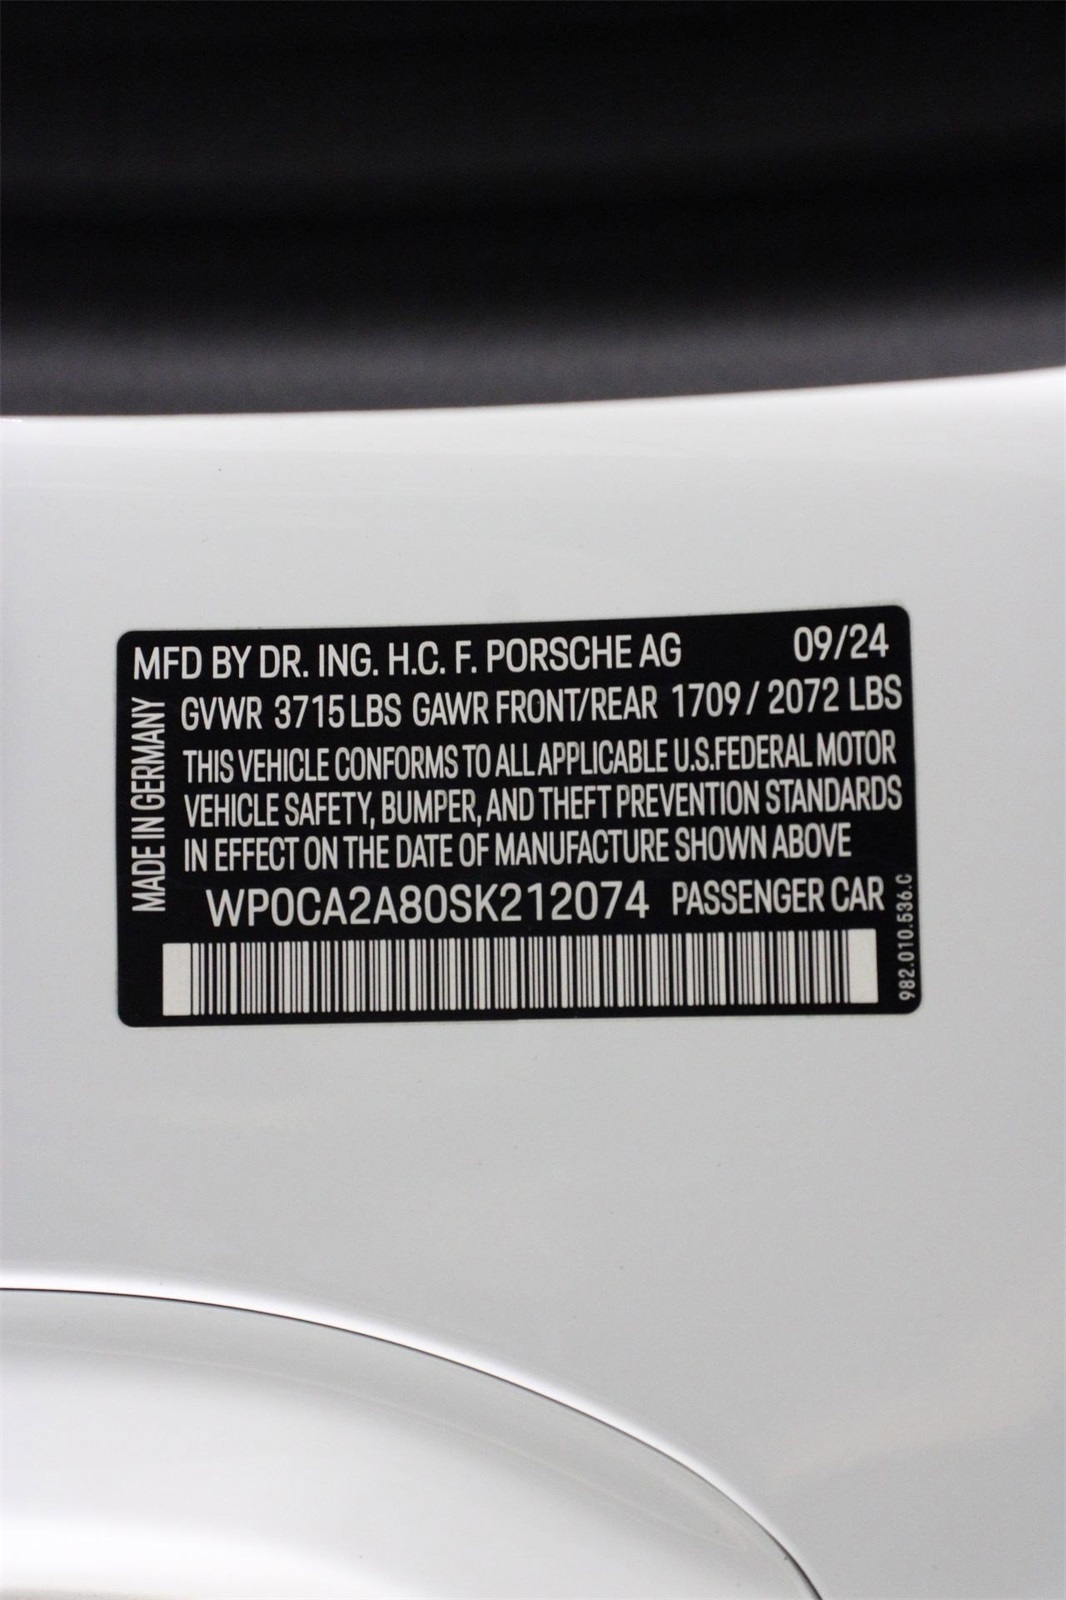 MFD BY DR. ING. H.C. F. PORSCHE AG 09/24
MADE IN GERMANY
GVWR 3715 LBS GAWR FRONT/REAR 1709 / 2072 LBS
THIS VEHICLE CONFORMS TO ALL APPLICABLE U.S. FEDERAL MOTOR
VEHICLE SAFETY, BUMPER, AND THEFT PREVENTION STANDARDS
IN EFFECT ON THE DATE OF MANUFACTURE SHOWN ABOVE
WP0CA2A80SK212074 PASSENGER CAR
982.010.536.C